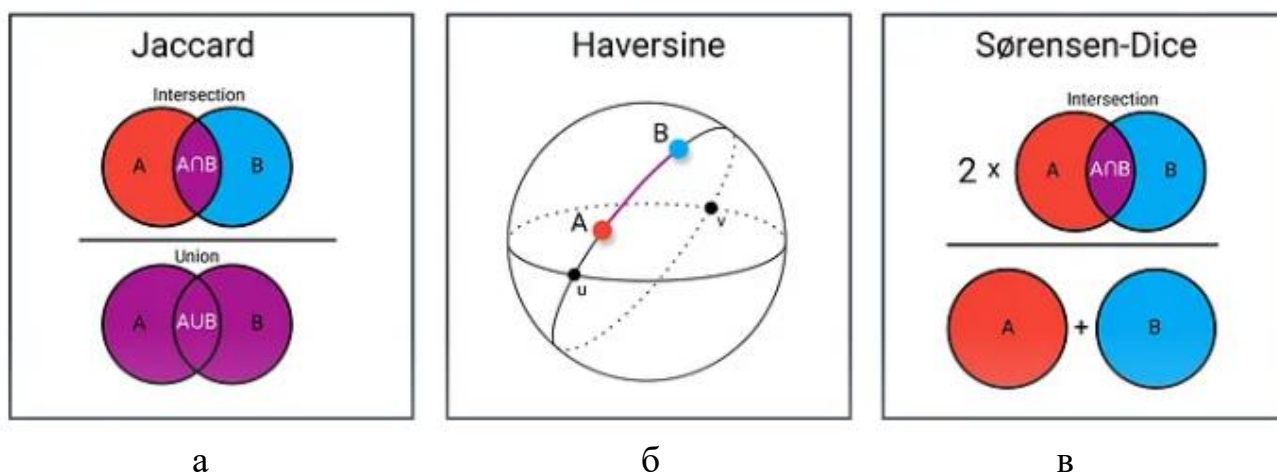 Jaccard
Intersection
A A∩B B
Union
A A∪B B
Haversine
B
A
v
u
Sørensen-Dice
Intersection
2 x A A∩B B
A + B
а б в